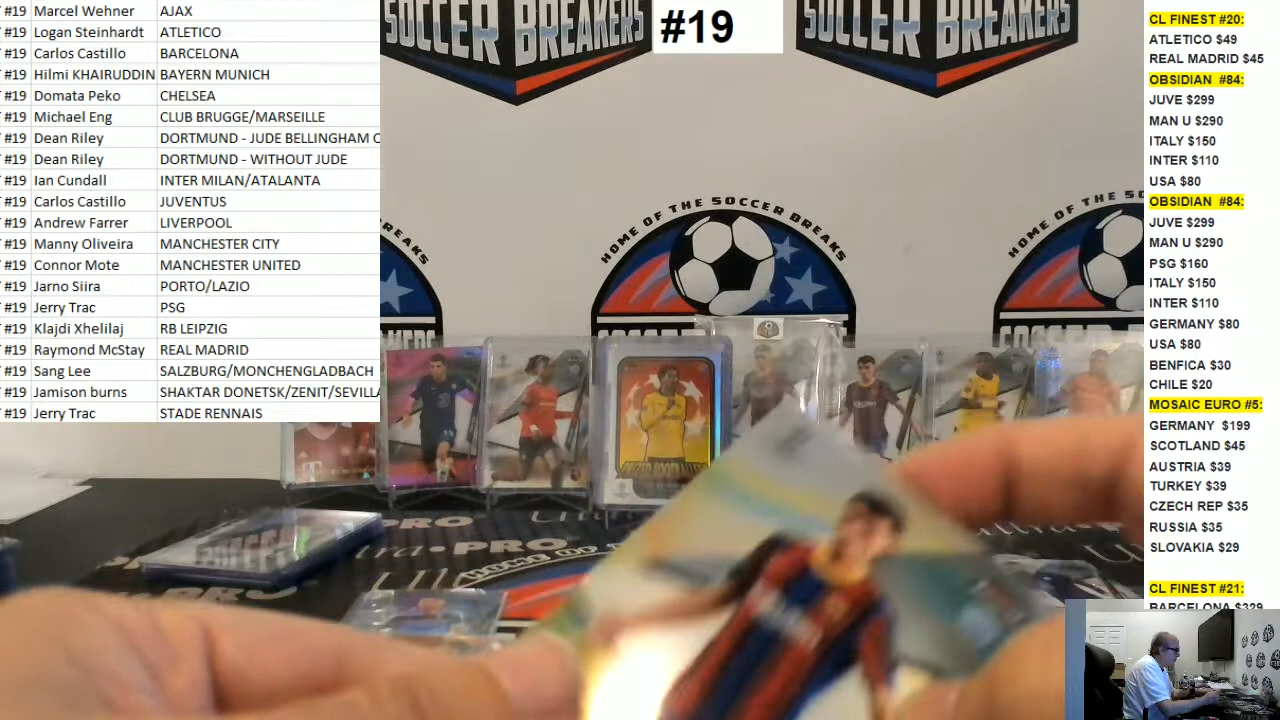 #19 Marcel Wehner AJAX
#19 Logan Steinhardt ATLETICO
#19 Carlos Castillo BARCELONA
#19 Hilmi KHAIRUDDIN BAYERN MUNICH
#19 Domata Peko CHELSEA
#19 Michael Eng CLUB BRUGGE/MARSEILLE
#19 Dean Riley DORTMUND - JUDE BELLINGHAM C
#19 Dean Riley DORTMUND - WITHOUT JUDE
#19 Ian Cundall INTER MILAN/ATALANTA
#19 Carlos Castillo JUVENTUS
#19 Andrew Farrer LIVERPOOL
#19 Manny Oliveira MANCHESTER CITY
#19 Connor Mote MANCHESTER UNITED
#19 Jarno Siira PORTO/LAZIO
#19 Jerry Trac PSG
#19 Klajdi Xhelilaj RB LEIPZIG
#19 Raymond McStay REAL MADRID
#19 Sang Lee SALZBURG/MONCHENGLADBACH
#19 Jamison burns SHAKTAR DONETSK/ZENIT/SEVILLA
#19 Jerry Trac STADE RENNAIS
SOCCER BREAKERS
#19
SOCCER BREAKERS
HOME OF THE SOCCER BREAKS
HOME OF THE S
REAKS
CL FINEST #20:
ATLETICO $49
REAL MADRID $45
OBSIDIAN #84:
JUVE $299
MAN U $290
ITALY $150
INTER $110
USA $80
OBSIDIAN #84:
JUVE $299
MAN U $290
PSG $160
ITALY $150
INTER $110
GERMANY $80
USA $80
BENFICA $30
CHILE $20
MOSAIC EURO #5:
GERMANY $199
SCOTLAND $45
AUSTRIA $39
TURKEY $39
CZECH REP $35
RUSSIA $35
SLOVAKIA $29
CL FINEST #21:
BARCELONA $329